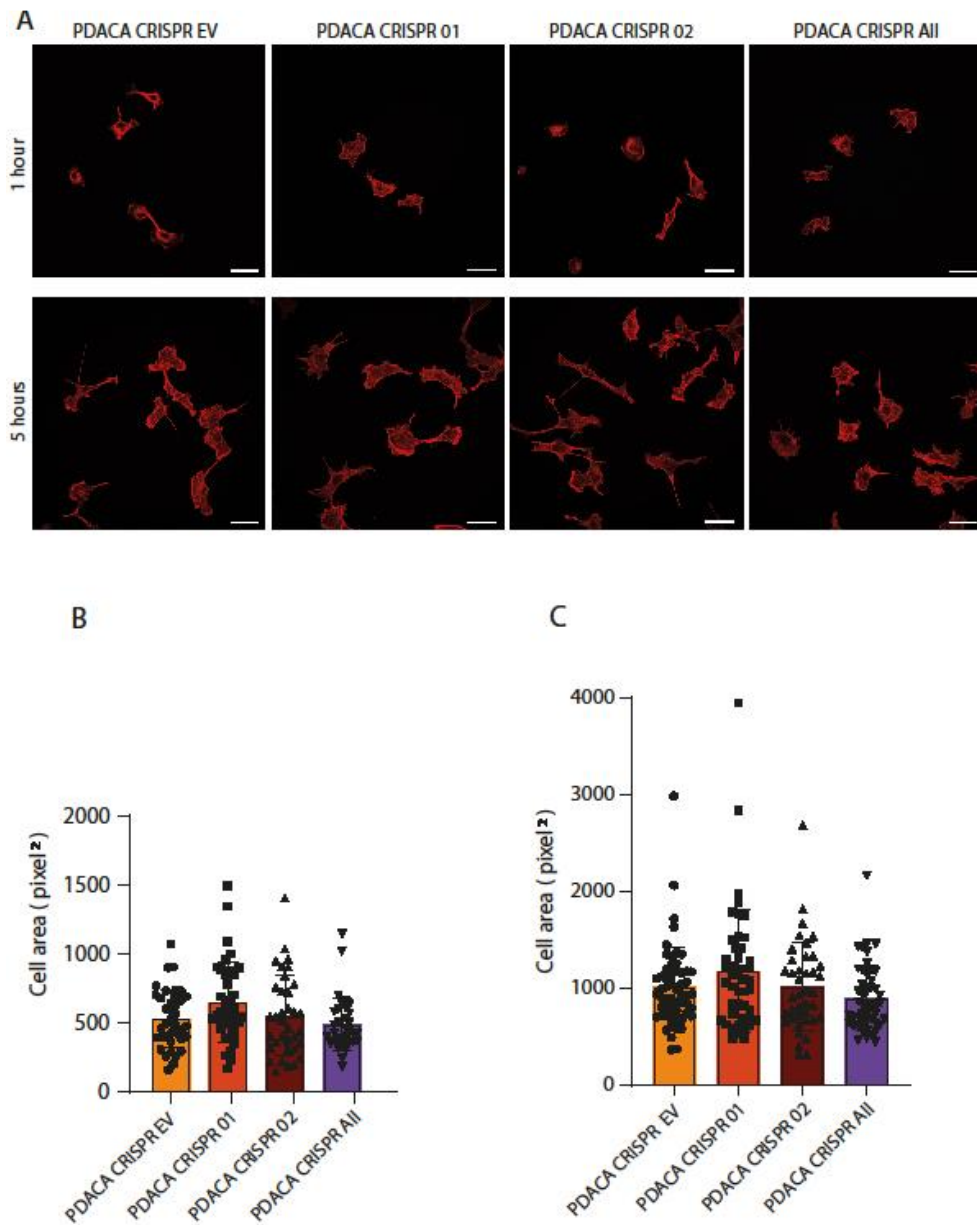 A
PDACA CRISPR EV PDACA CRISPR 01 PDACA CRISPR 02 PDACA CRISPR All
1 hour
5 hours
B
Cell area ( pixel²)
2000
1500
1000
500
0
PDACA CRISPR EV
PDACA CRISPR 01
PDACA CRISPR 02
PDACA CRISPR All
C
Cell area ( pixel²)
4000
3000
2000
1000
0
PDACA CRISPR EV
PDACA CRISPR 01
PDACA CRISPR 02
PDACA CRISPR All